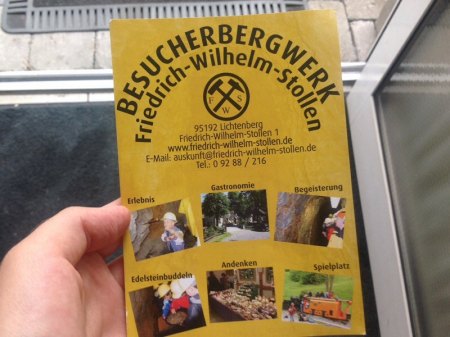 BESUCHERBERGWERK
Friedrich-Wilhelm-Stollen
F S
W
95192 Lichtenberg
Friedrich-Wilhelm-Stollen 1
www.friedrich-wilhelm-stollen.de
E-Mail: auskunft@friedrich-wilhelm-stollen.de
Tel.: 0 92 88 / 216
Erlebnis
Gastronomie
Begeisterung
Edelsteinbuddeln
Andenken
Spielplatz